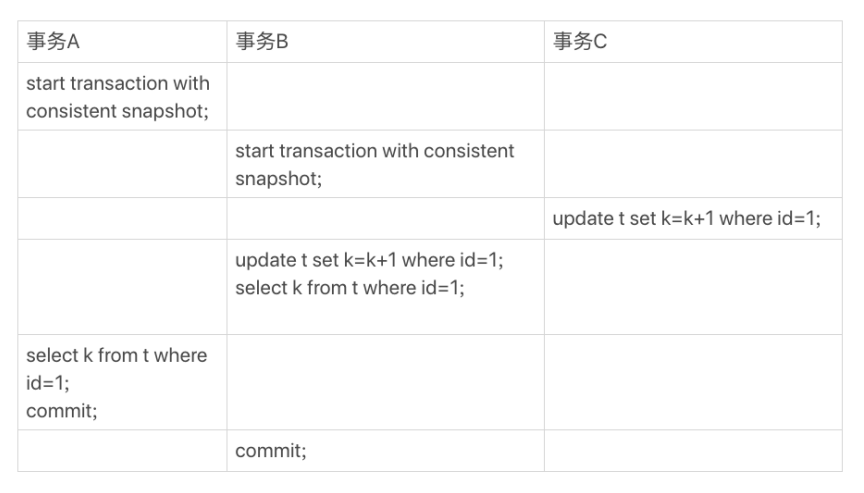 事务A
事务B
事务C
start transaction with
consistent snapshot;
start transaction with consistent
snapshot;
update t set k=k+1 where id=1;
update t set k=k+1 where id=1;
select k from t where id=1;
select k from t where
id=1;
commit;
commit;